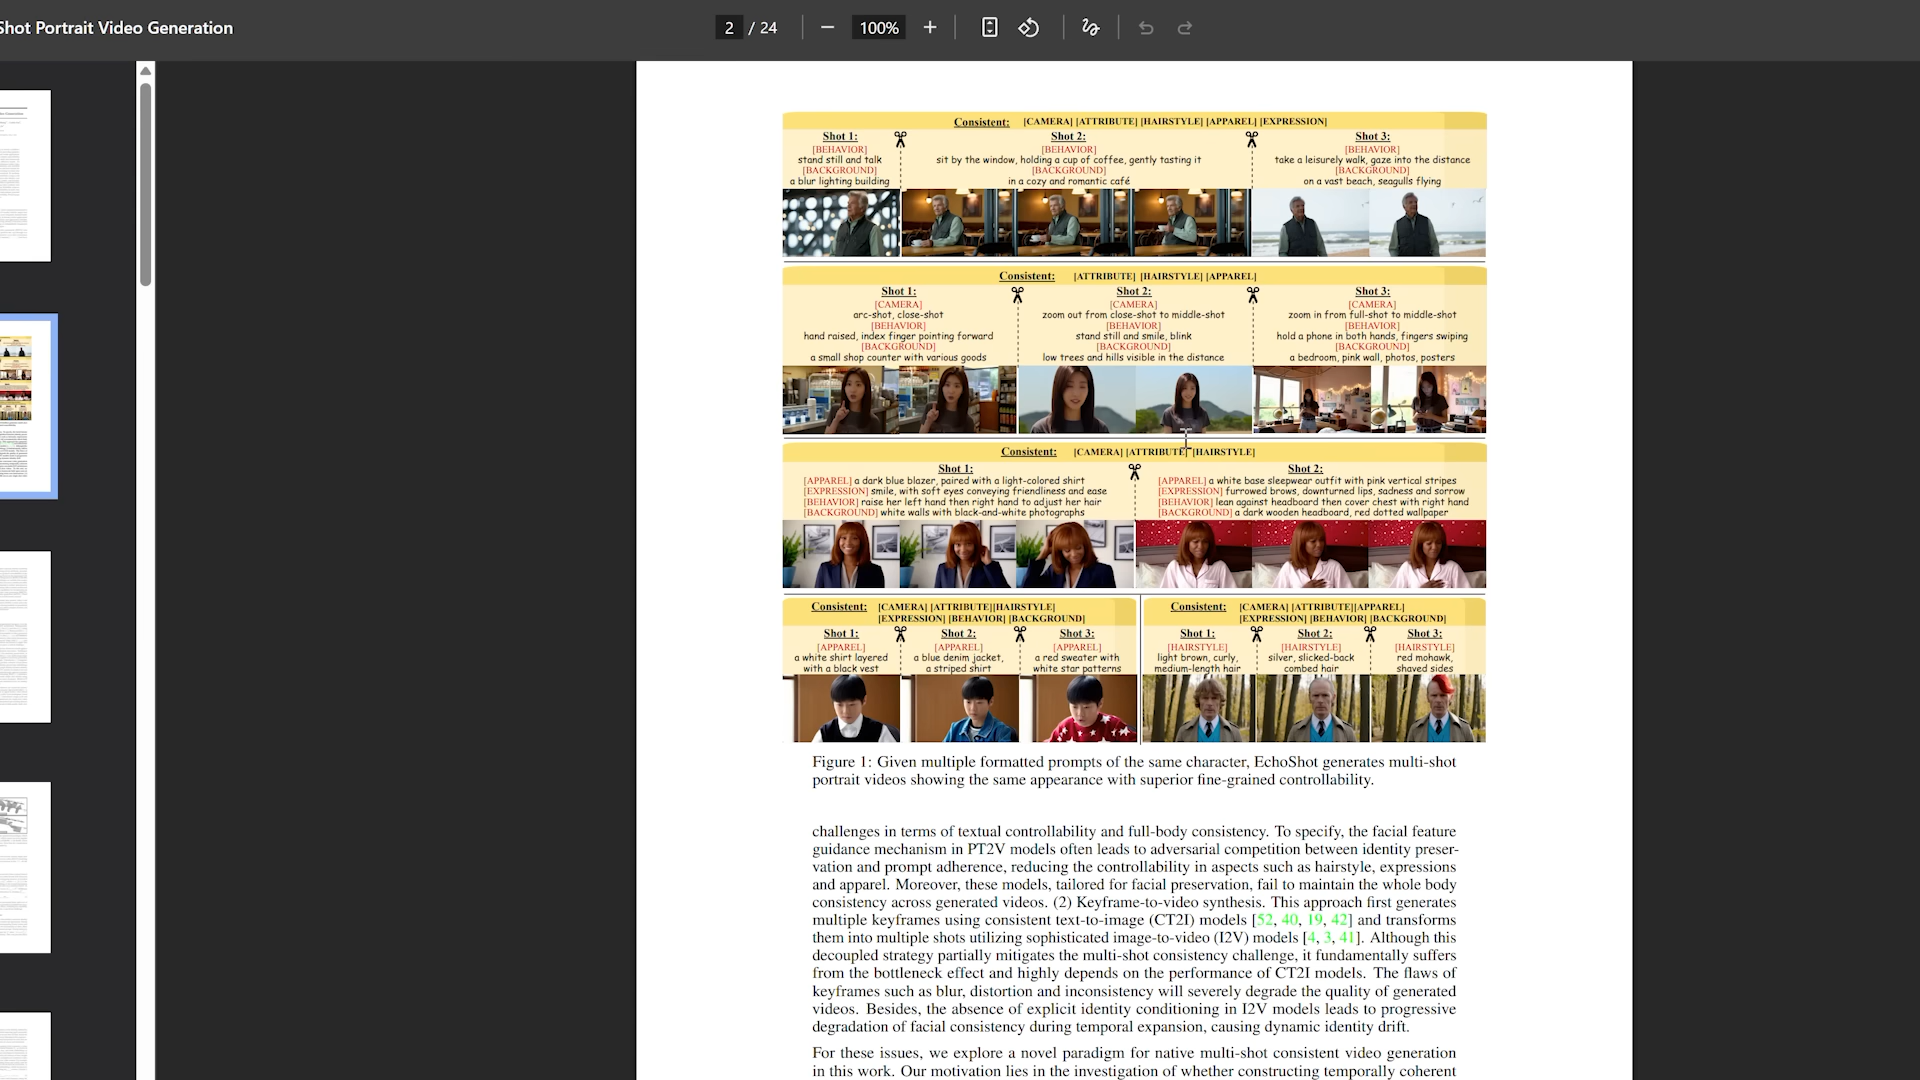 Shot Portrait Video Generation
2 / 24
100%
Consistent: [CAMERA] [ATTRIBUTE] [HAIRSTYLE] [APPAREL] [EXPRESSION]
Shot 1:
[BEHAVIOR]
stand still and talk
[BACKGROUND]
a blur lighting building
Shot 2:
[BEHAVIOR]
sit by the window, holding a cup of coffee, gently tasting it
[BACKGROUND]
in a cozy and romantic café
Shot 3:
[BEHAVIOR]
take a leisurely walk, gaze into the distance
[BACKGROUND]
on a vast beach, seagulls flying
Consistent: [ATTRIBUTE] [HAIRSTYLE] [APPAREL]
Shot 1:
[CAMERA]
arc-shot, close-shot
[BEHAVIOR]
hand raised, index finger pointing forward
[BACKGROUND]
a small shop counter with various goods
Shot 2:
[CAMERA]
zoom out from close-shot to middle-shot
[BEHAVIOR]
stand still and smile, blink
[BACKGROUND]
low trees and hills visible in the distance
Shot 3:
[CAMERA]
zoom in from full-shot to middle-shot
[BEHAVIOR]
hold a phone in both hands, fingers swiping
[BACKGROUND]
a bedroom, pink wall, photos, posters
Consistent: [CAMERA] [ATTRIBUTE] [HAIRSTYLE]
Shot 1:
[APPAREL] a dark blue blazer, paired with a light-colored shirt
[EXPRESSION] smile, with soft eyes conveying friendliness and ease
[BEHAVIOR] raise her left hand then right hand to adjust her hair
[BACKGROUND] white walls with black-and-white photographs
Shot 2:
[APPAREL] a white base sleepwear outfit with pink vertical stripes
[EXPRESSION] furrowed brows, downturned lips, sadness and sorrow
[BEHAVIOR] lean against headboard then cover chest with right hand
[BACKGROUND] a dark wooden headboard, red dotted wallpaper
Consistent: [CAMERA] [ATTRIBUTE][HAIRSTYLE]
[EXPRESSION] [BEHAVIOR] [BACKGROUND]
Shot 1:
[APPAREL]
a white shirt layered
with a black vest
Shot 2:
[APPAREL]
a blue denim jacket,
a striped shirt
Shot 3:
[APPAREL]
a red sweater with
white star patterns
Consistent: [CAMERA] [ATTRIBUTE][APPAREL]
[EXPRESSION] [BEHAVIOR] [BACKGROUND]
Shot 1:
[HAIRSTYLE]
light brown, curly,
medium-length hair
Shot 2:
[HAIRSTYLE]
silver, slicked-back
combed hair
Shot 3:
[HAIRSTYLE]
red mohawk,
shaved sides
Figure 1: Given multiple formatted prompts of the same character, EchoShot generates multi-shot
portrait videos showing the same appearance with superior fine-grained controllability.
challenges in terms of textual controllability and full-body consistency. To specify, the facial feature
guidance mechanism in PT2V models often leads to adversarial competition between identity preser-
vation and prompt adherence, reducing the controllability in aspects such as hairstyle, expressions
and apparel. Moreover, these models, tailored for facial preservation, fail to maintain the whole body
consistency across generated videos. (2) Keyframe-to-video synthesis. This approach first generates
multiple keyframes using consistent text-to-image (CT2I) models [52, 40, 19, 42] and transforms
them into multiple shots utilizing sophisticated image-to-video (I2V) models [4, 3, 41]. Although this
decoupled strategy partially mitigates the multi-shot consistency challenge, it fundamentally suffers
from the bottleneck effect and highly depends on the performance of CT2I models. The flaws of
keyframes such as blur, distortion and inconsistency will severely degrade the quality of generated
videos. Besides, the absence of explicit identity conditioning in I2V models leads to progressive
degradation of facial consistency during temporal expansion, causing dynamic identity drift.
For these issues, we explore a novel paradigm for native multi-shot consistent video generation
in this work. Our motivation lies in the investigation of whether constructing temporally coherent